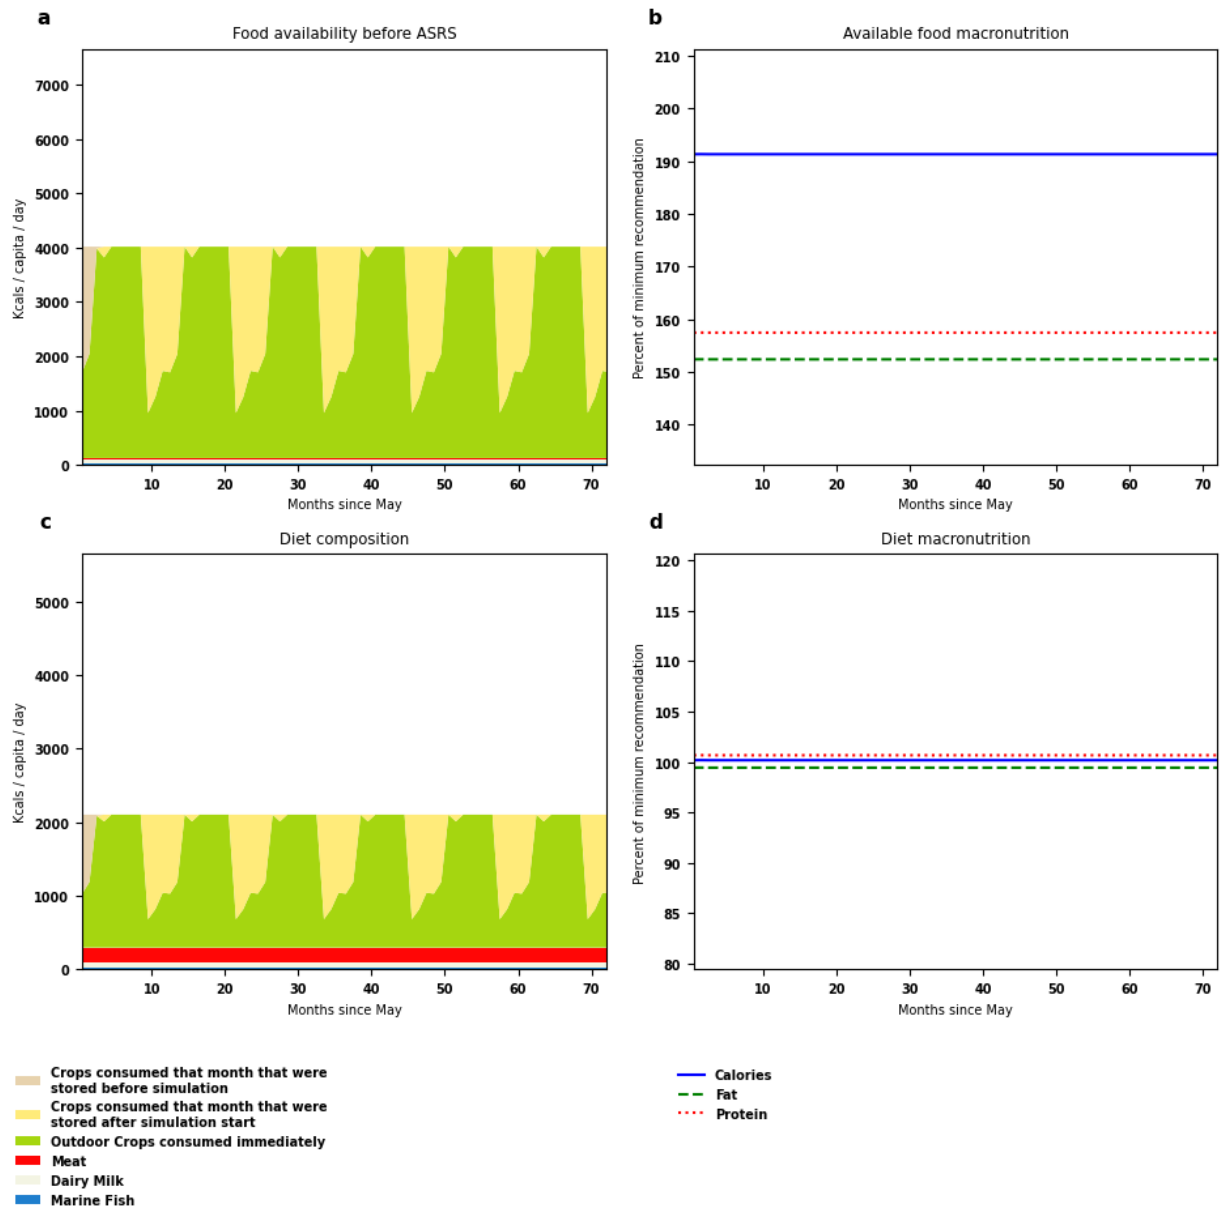 a
Food availability before ASRS
7000
6000
5000
4000
3000
2000
1000
0
Kcals / capita / day
10 20 30 40 50 60 70
Months since May
b
Available food macronutrition
210
200
190
180
170
160
150
140
Percent of minimum recommendation
10 20 30 40 50 60 70
Months since May
c
Diet composition
5000
4000
3000
2000
1000
0
Kcals / capita / day
10 20 30 40 50 60 70
Months since May
d
Diet macronutrition
120
115
110
105
100
95
90
85
80
Percent of minimum recommendation
10 20 30 40 50 60 70
Months since May
Crops consumed that month that were
stored before simulation
Crops consumed that month that were
stored after simulation start
Outdoor Crops consumed immediately
Meat
Dairy Milk
Marine Fish
Calories
Fat
Protein